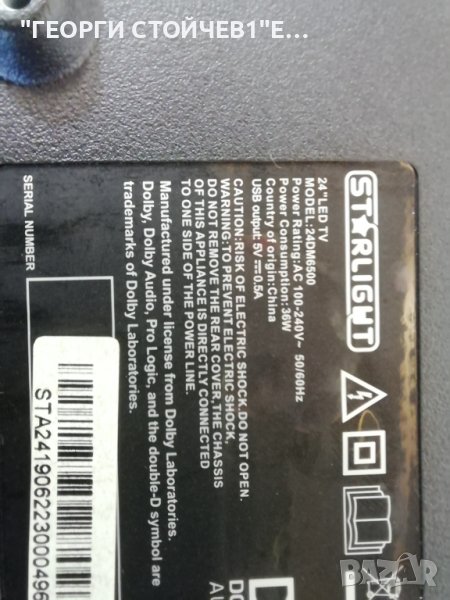 "ГЕОРГИ СТОЙЧЕВ1"Е...
STARLIGHT
24"LED TV
MODEL:24DM6500
Power Rating:AC 100-240V~ 50/60Hz
Power Consumption: 36W
Country of origin:China
USB output: 5V⎓0.5A
CAUTION:RISK OF ELECTRIC SHOCK,DO NOT OPEN.
WARNING:TO PREVENT ELECTRIC SHOCK,
DO NOT REMOVE THE REAR COVER,THE CHASSIS
OF THIS APPLIANCE IS DIRECTLY CONNECTED
TO ONE SIDE OF THE POWER LINE.
Manufactured under license from Dolby Laboratories.
Dolby, Dolby Audio, Pro Logic, and the double-D symbol are
trademarks of Dolby Laboratories.
SERIAL NUMBER
STA241906223000496
BAZAR